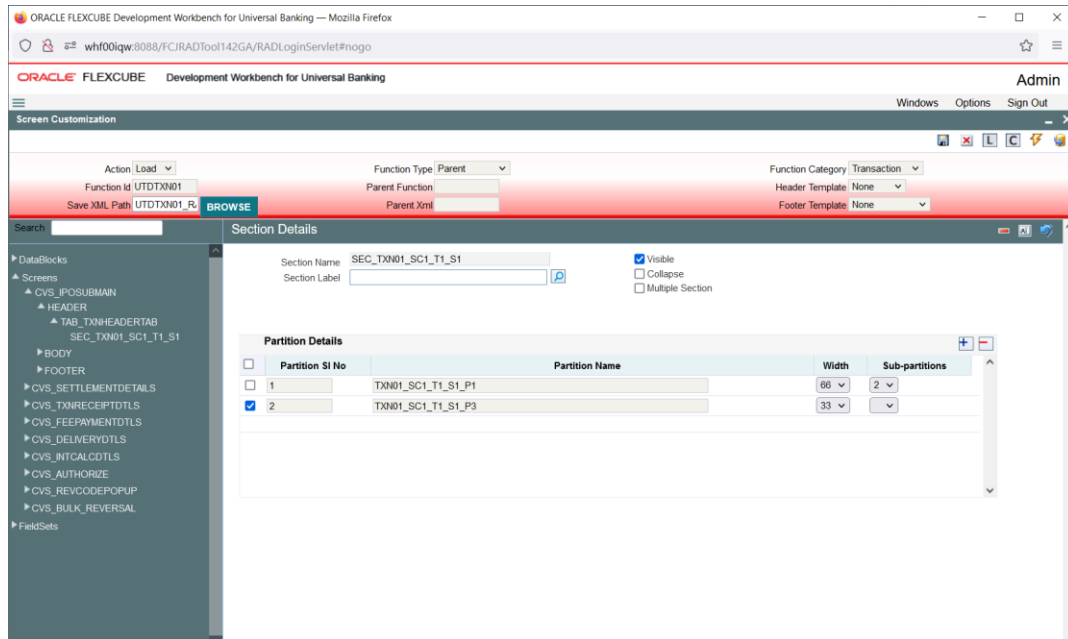 ORACLE FLEXCUBE Development Workbench for Universal Banking — Mozilla Firefox
whf00iqw:8088/FCJRADTool142GA/RADLoginServlet#nogo
ORACLE FLEXCUBE Development Workbench for Universal Banking Admin
Windows Options Sign Out
Screen Customization
L C
Action Load Function Type Parent Function Category Transaction
Function Id UTDTXN01 Parent Function Header Template None
Save XML Path UTDTXN01_R BROWSE Parent Xml Footer Template None
Search Section Details
DataBlocks
Screens
CVS_IPOSUBMAIN
HEADER
TAB_TXNHEADERTAB
SEC_TXN01_SC1_T1_S1
BODY
FOOTER
CVS_SETTLEMENTDETAILS
CVS_TXNRECEIPTDTLS
CVS_FEEPAYMENTDTLS
CVS_DELIVERYDTLS
CVS_INTCALCDTLS
CVS_AUTHORIZE
CVS_REVCODEPOPUP
CVS_BULK_REVERSAL
FieldSets
Section Name SEC_TXN01_SC1_T1_S1 Visible
Section Label Collapse
Multiple Section
Partition Details
Partition Sl No Partition Name Width Sub-partitions
1 TXN01_SC1_T1_S1_P1 66 2
2 TXN01_SC1_T1_S1_P3 33